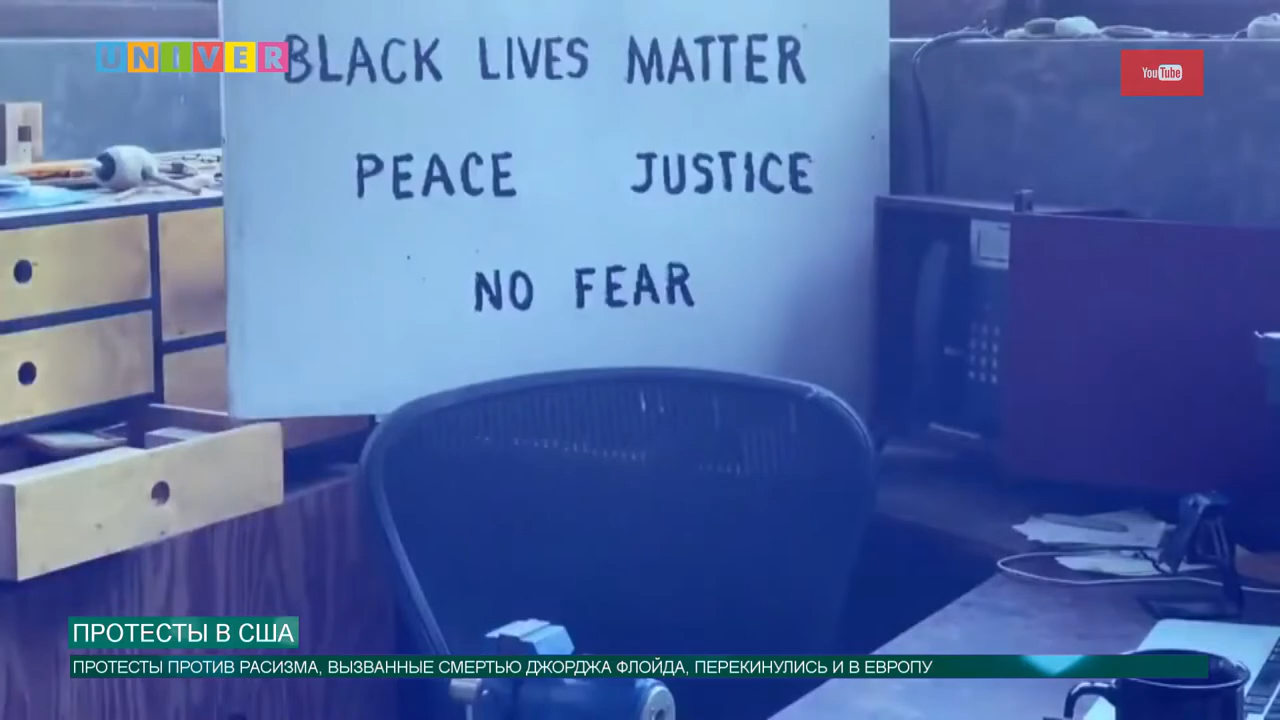 UNIVER
YouTube
BLACK LIVES MATTER
PEACE JUSTICE
NO FEAR
ПРОТЕСТЫ В США
ПРОТЕСТЫ ПРОТИВ РАСИЗМА, ВЫЗВАННЫЕ СМЕРТЬЮ ДЖОРДЖА ФЛОЙДА, ПЕРЕКИНУЛИСЬ И В ЕВРОПУ